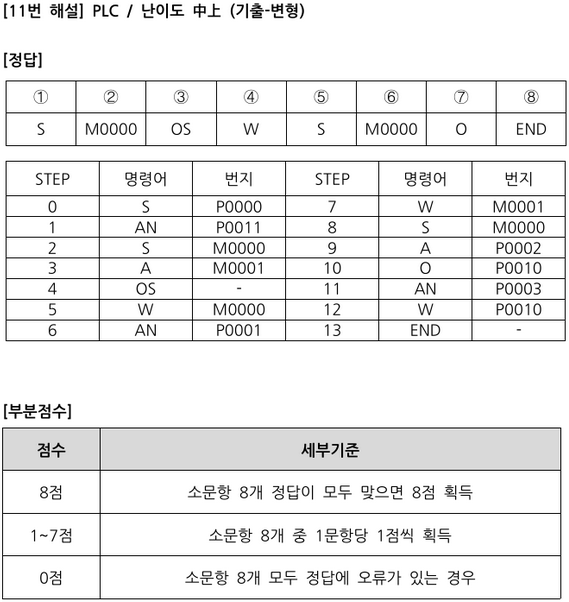 [11번 해설] PLC / 난이도 中上 (기출-변형)
[정답]
① ② ③ ④ ⑤ ⑥ ⑦ ⑧
S M0000 OS W S M0000 O END
STEP 명령어 번지 STEP 명령어 번지
0 S P0000 7 W M0001
1 AN P0011 8 S M0000
2 S M0000 9 A P0002
3 A M0001 10 O P0010
4 OS - 11 AN P0003
5 W M0000 12 W P0010
6 AN P0001 13 END -
[부분점수]
점수 세부기준
8점 소문항 8개 정답이 모두 맞으면 8점 획득
1~7점 소문항 8개 중 1문항당 1점씩 획득
0점 소문항 8개 모두 정답에 오류가 있는 경우